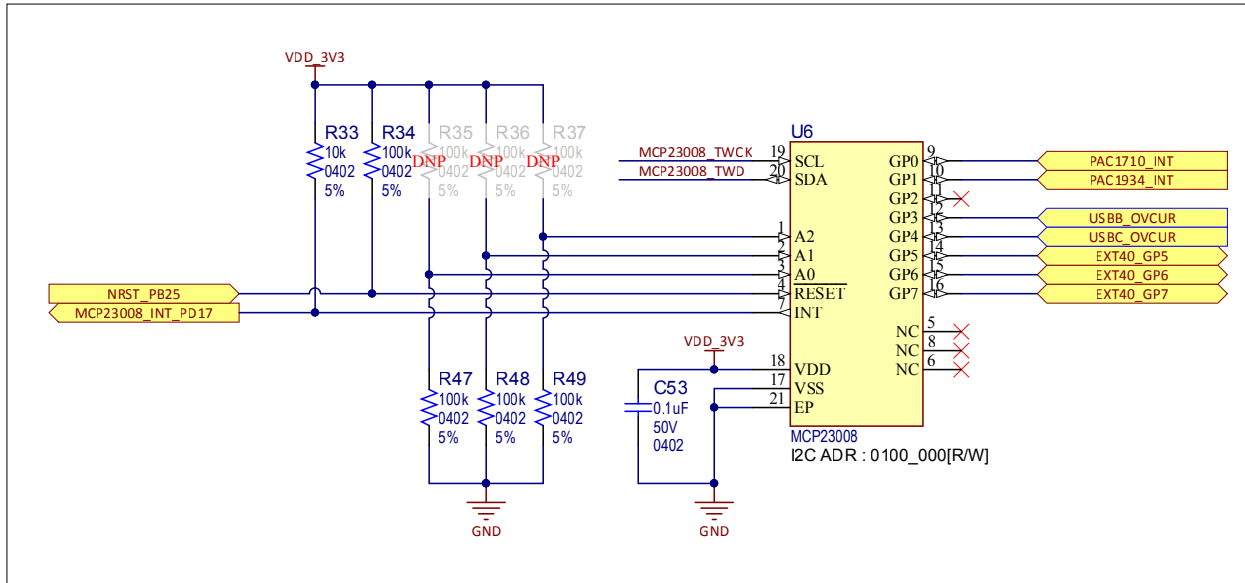 VDD_3V3
R33
10k
0402
5%
R34
100k
0402
5%
R35
100k
0402
5%
DNP
R36
100k
0402
5%
DNP
R37
100k
0402
5%
DNP
U6
MCP23008_TWCK
19
SCL
MCP23008_TWD
20
SDA
1
A2
2
A1
3
A0
4
RESET
7
INT
NRST_PB25
MCP23008_INT_PD17
9
GP0
PAC1710_INT
10
GP1
PAC1934_INT
11
GP2
12
GP3
USBB_OVCUR
13
GP4
USBC_OVCUR
14
GP5
EXT40_GP5
15
GP6
EXT40_GP6
16
GP7
EXT40_GP7
NC
5
NC
8
NC
6
VDD_3V3
18
VDD
17
VSS
21
EP
R47
100k
0402
5%
R48
100k
0402
5%
R49
100k
0402
5%
C53
0.1uF
50V
0402
MCP23008
I2C ADR : 0100_000[R/W]
GND
GND